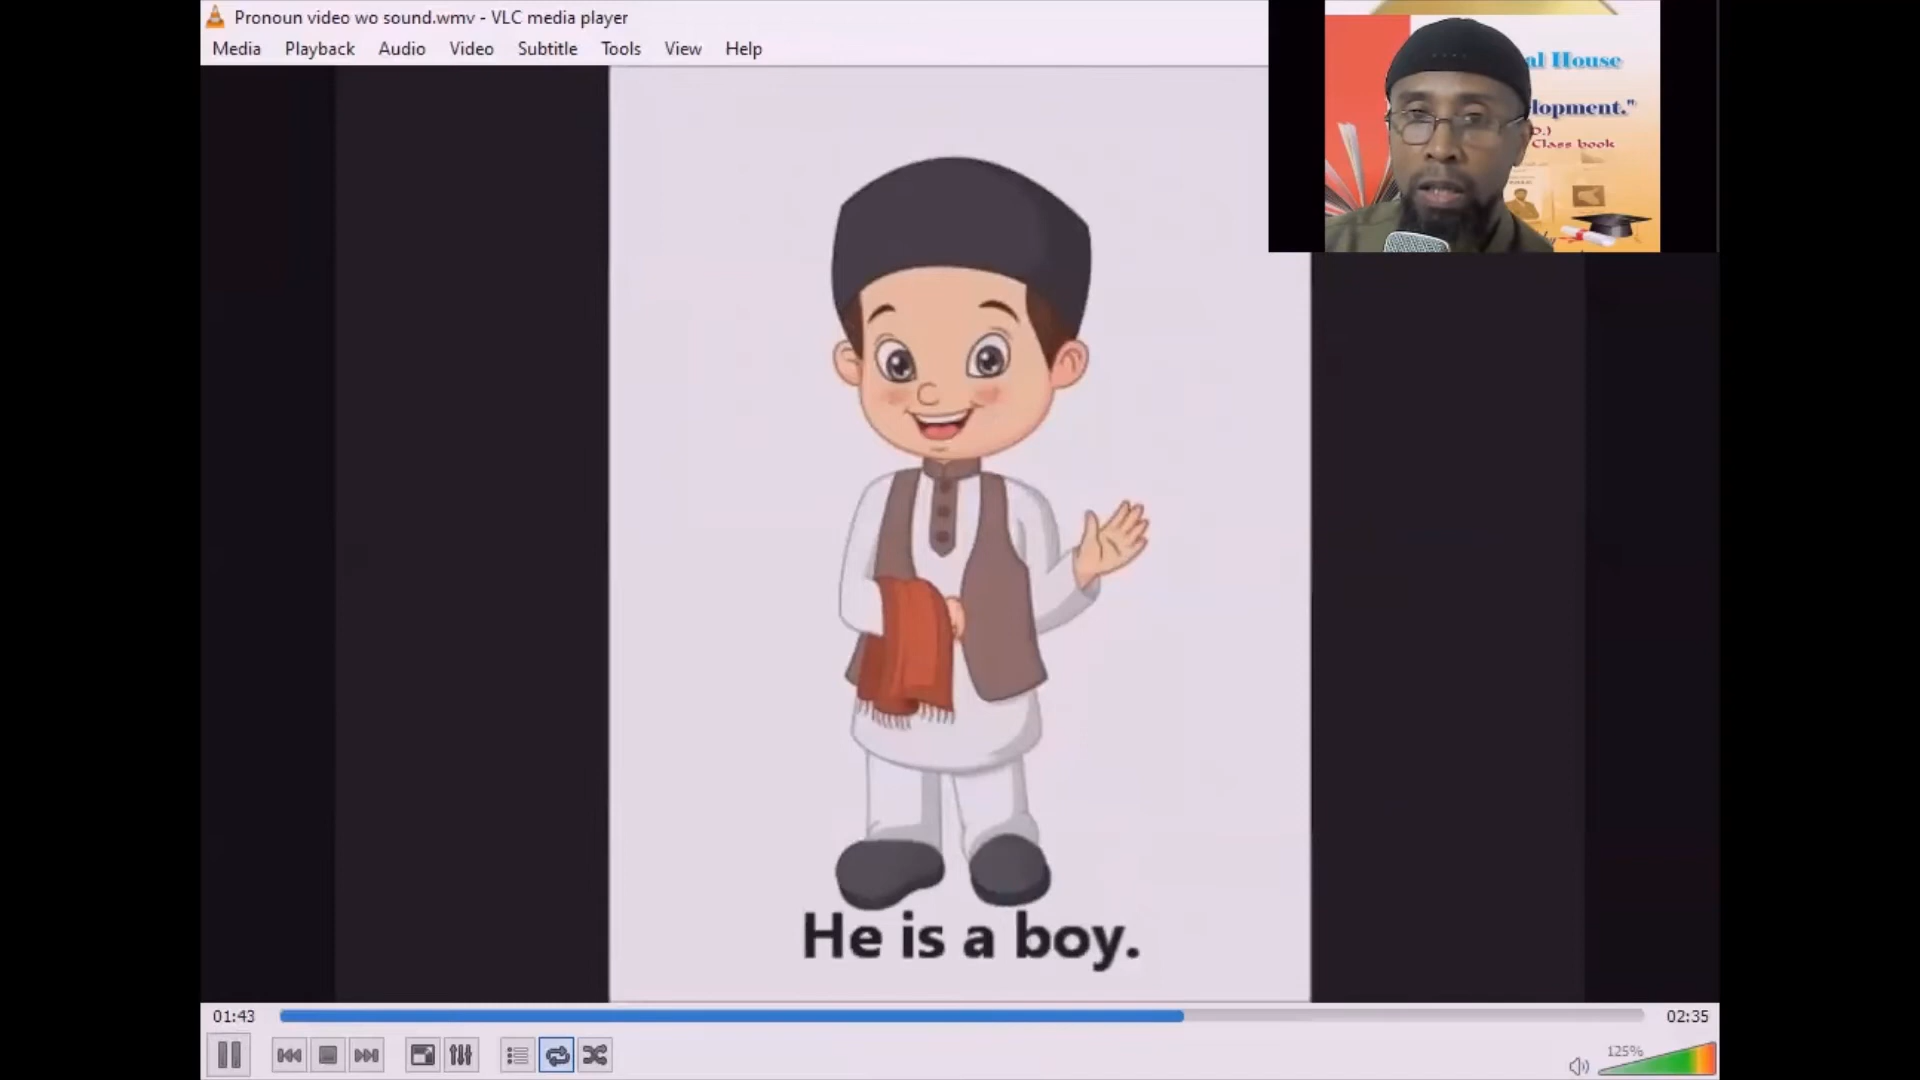 Pronoun video wo sound.wmv - VLC media player
Media Playback Audio Video Subtitle Tools View Help
al House
lopment."
Class book
He is a boy.
01:43
02:35
125%